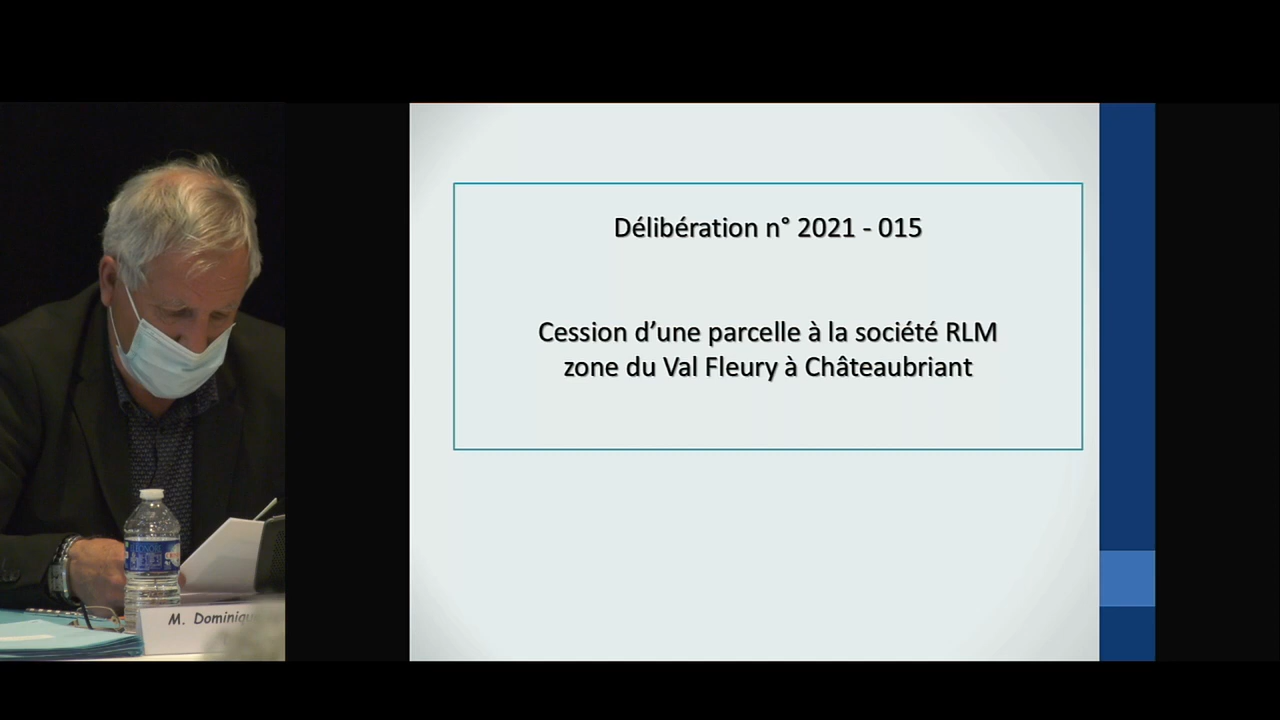 Délibération n° 2021 - 015
Cession d'une parcelle à la société RLM
zone du Val Fleury à Châteaubriant
M. Dominique